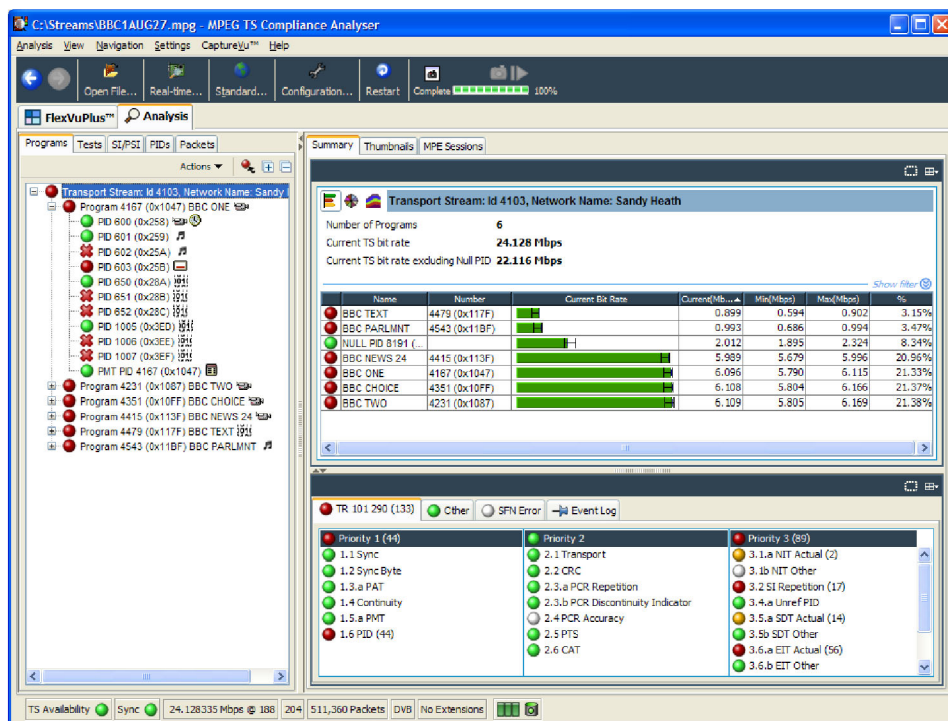 C:\Streams\BBC1AUG27.mpg - MPEG TS Compliance Analyser
Analysis View Navigation Settings CaptureVu™ Help
Open File... Real-time... Standard... Configuration... Restart Complete 100%
FlexVuPlus™ Analysis
Programs Tests SI/PSI PIDs Packets
Actions
Transport Stream: Id 4103, Network Name: Sandy
Program 4167 (0x1047) BBC ONE
PID 600 (0x258)
PID 601 (0x259)
PID 602 (0x25A)
PID 603 (0x25B)
PID 650 (0x28A)
PID 651 (0x28B)
PID 652 (0x28C)
PID 1005 (0x3ED)
PID 1006 (0x3EE)
PID 1007 (0x3EF)
PMT PID 4167 (0x1047)
Program 4231 (0x1087) BBC TWO
Program 4351 (0x10FF) BBC CHOICE
Program 4415 (0x113F) BBC NEWS 24
Program 4479 (0x117F) BBC TEXT
Program 4543 (0x11BF) BBC PARLMNT
Summary Thumbnails MPE Sessions
Transport Stream: Id 4103, Network Name: Sandy Heath
Number of Programs 6
Current TS bit rate 24.128 Mbps
Current TS bit rate excluding Null PID 22.116 Mbps
Show filter
Name Number Current Bit Rate Current(Mb... Min(Mbps) Max(Mbps) %
BBC TEXT 4479 (0x117F) 0.899 0.594 0.902 3.15%
BBC PARLMNT 4543 (0x11BF) 0.993 0.686 0.994 3.47%
NULL PID 8191 (... 2.012 1.895 2.324 8.34%
BBC NEWS 24 4415 (0x113F) 5.989 5.679 5.996 20.96%
BBC ONE 4167 (0x1047) 6.096 5.790 6.115 21.33%
BBC CHOICE 4351 (0x10FF) 6.108 5.804 6.166 21.37%
BBC TWO 4231 (0x1087) 6.109 5.805 6.169 21.38%
TR 101 290 (133) Other SFN Error Event Log
Priority 1 (44)
1.1 Sync
1.2 Sync Byte
1.3.a PAT
1.4 Continuity
1.5.a PMT
1.6 PID (44)
Priority 2
2.1 Transport
2.2 CRC
2.3.a PCR Repetition
2.3.b PCR Discontinuity Indicator
2.4 PCR Accuracy
2.5 PTS
2.6 CAT
Priority 3 (89)
3.1.a NIT Actual (2)
3.1b NIT Other
3.2 SI Repetition (17)
3.4.a Unref PID
3.5.a SDT Actual (14)
3.5b SDT Other
3.6.a EIT Actual (56)
3.6.b EIT Other
TS Availability Sync 24.128335 Mbps @ 188 204 511,360 Packets DVB No Extensions